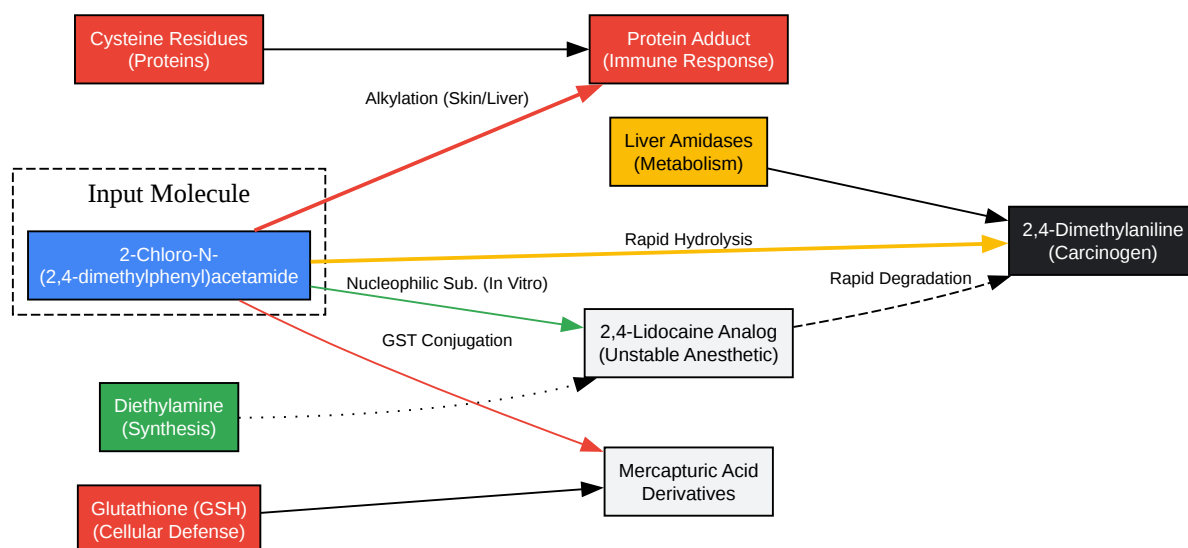 Cysteine Residues
(Proteins)
Protein Adduct
(Immune Response)
Alkylation (Skin/Liver)
Liver Amidases
(Metabolism)
Input Molecule
2-Chloro-N-
(2,4-dimethylphenyl)acetamide
Rapid Hydrolysis
2,4-Dimethylaniline
(Carcinogen)
Nucleophilic Sub. (In Vitro)
Rapid Degradation
GST Conjugation
2,4-Lidocaine Analog
(Unstable Anesthetic)
Diethylamine
(Synthesis)
Mercapturic Acid
Derivatives
Glutathione (GSH)
(Cellular Defense)